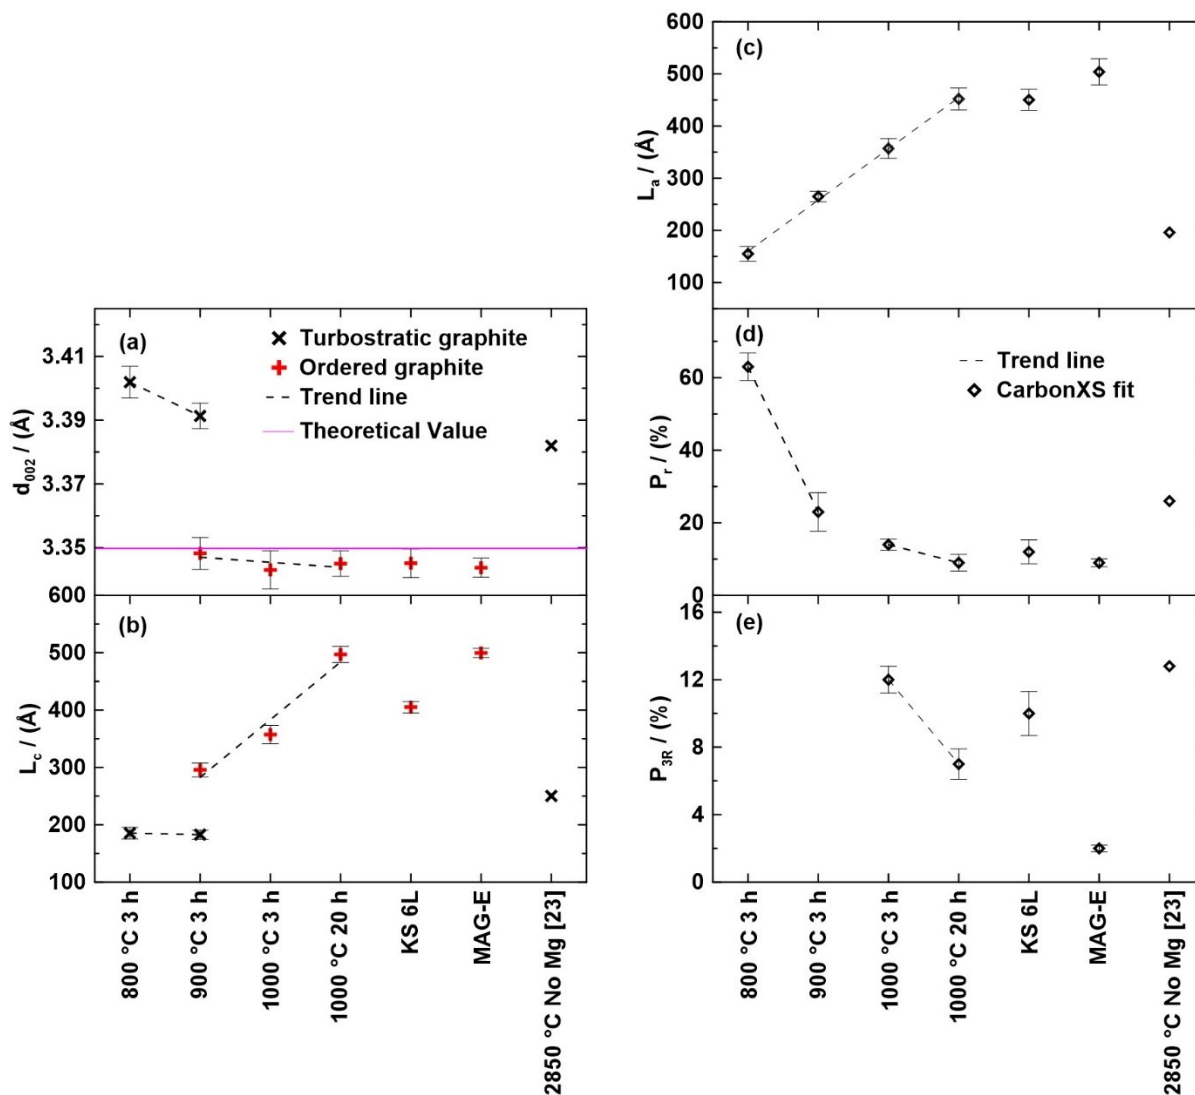 (a)
× Turbostratic graphite
+ Ordered graphite
Trend line
Theoretical Value
3.41
3.39
3.37
3.35
d₀₀₂ / (Å)
(b)
600
500
400
300
200
100
L_c / (Å)
800 °C 3 h
900 °C 3 h
1000 °C 3 h
1000 °C 20 h
KS 6L
MAG-E
2850 °C No Mg [23]
(c)
600
500
400
300
200
100
Lₐ / (Å)
(d)
Trend line
CarbonXS fit
60
40
20
0
Pᵣ / (%)
(e)
16
12
8
4
0
P₃R / (%)
800 °C 3 h
900 °C 3 h
1000 °C 3 h
1000 °C 20 h
KS 6L
MAG-E
2850 °C No Mg [23]